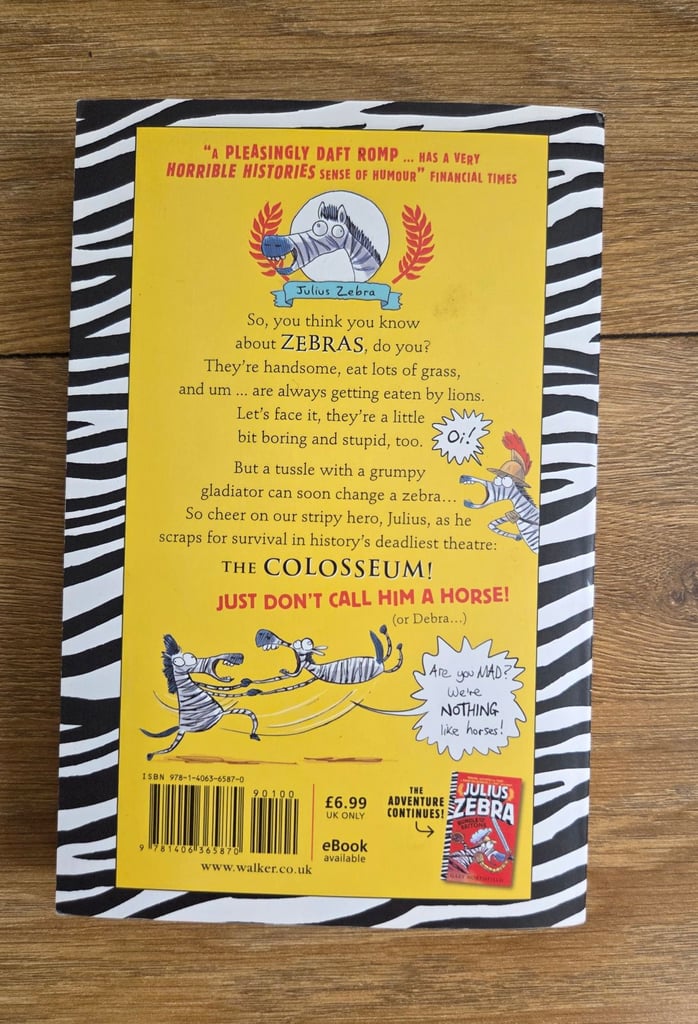 "A PLEASINGLY DAFT ROMP ... HAS A VERY
HORRIBLE HISTORIES SENSE OF HUMOUR" FINANCIAL TIMES
Julius Zebra
So, you think you know
about ZEBRAS, do you?
They're handsome, eat lots of grass,
and um ... are always getting eaten by lions.
Let's face it, they're a little
bit boring and stupid, too.
Oi!
But a tussle with a grumpy
gladiator can soon change a zebra...
So cheer on our stripy hero, Julius, as he
scraps for survival in history's deadliest theatre:
THE COLOSSEUM!
JUST DON'T CALL HIM A HORSE!
(or Debra...)
Are you MAD?
We're
NOTHING
like horses!
ISBN 978-1-4063-6587-0
90100
9 781406 365870
www.walker.co.uk
£6.99
UK ONLY
eBook
available
THE
ADVENTURE
CONTINUES!
JULIUS
ZEBRA
BRITONS
GARY NORTHFIELD